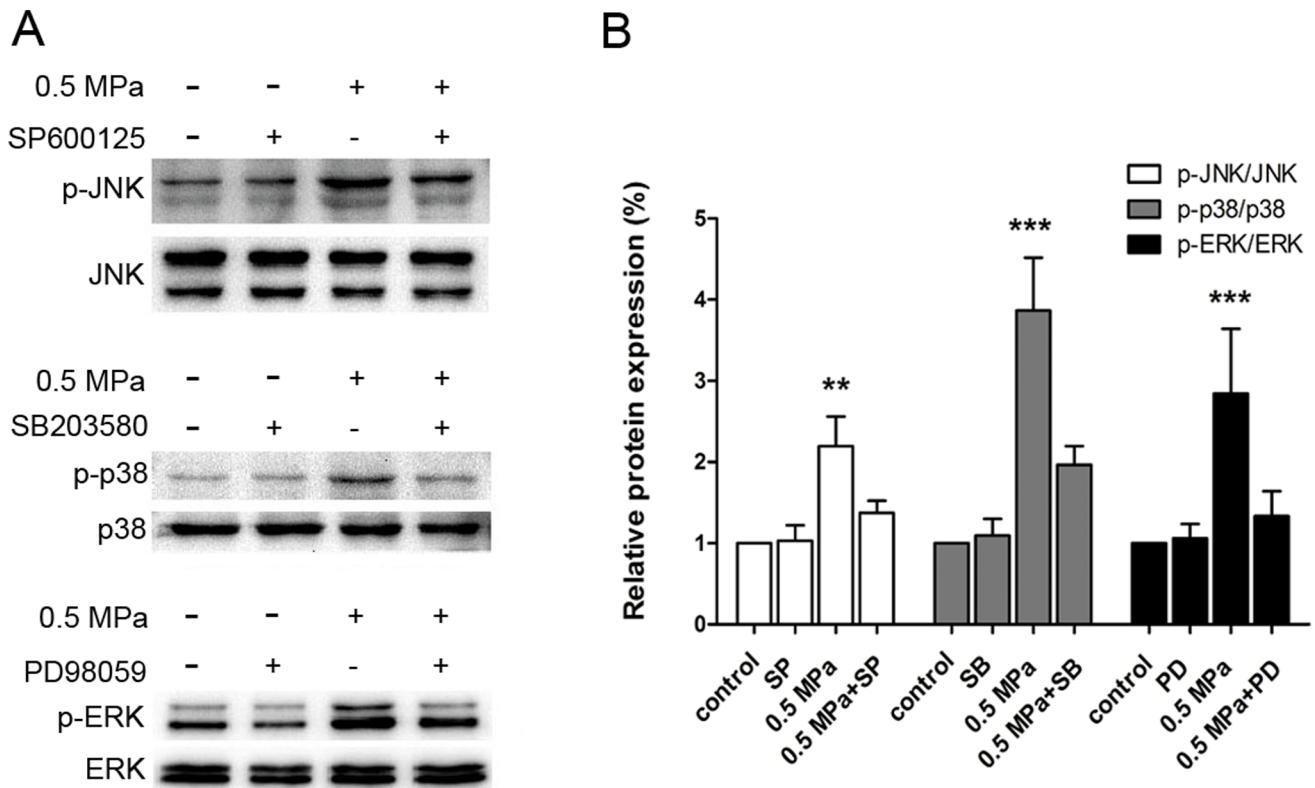 A
0.5 MPa - - + +
SP600125 - + - +
p-JNK
JNK
0.5 MPa - - + +
SB203580 - + - +
p-p38
p38
0.5 MPa - - + +
PD98059 - + - +
p-ERK
ERK
B
p-JNK/JNK
p-p38/p38
p-ERK/ERK
Relative protein expression (%)
5
4
3
2
1
0
**
***
***
control
SP
0.5 MPa
0.5 MPa+SP
control
SB
0.5 MPa
0.5 MPa+SB
control
PD
0.5 MPa
0.5 MPa+PD